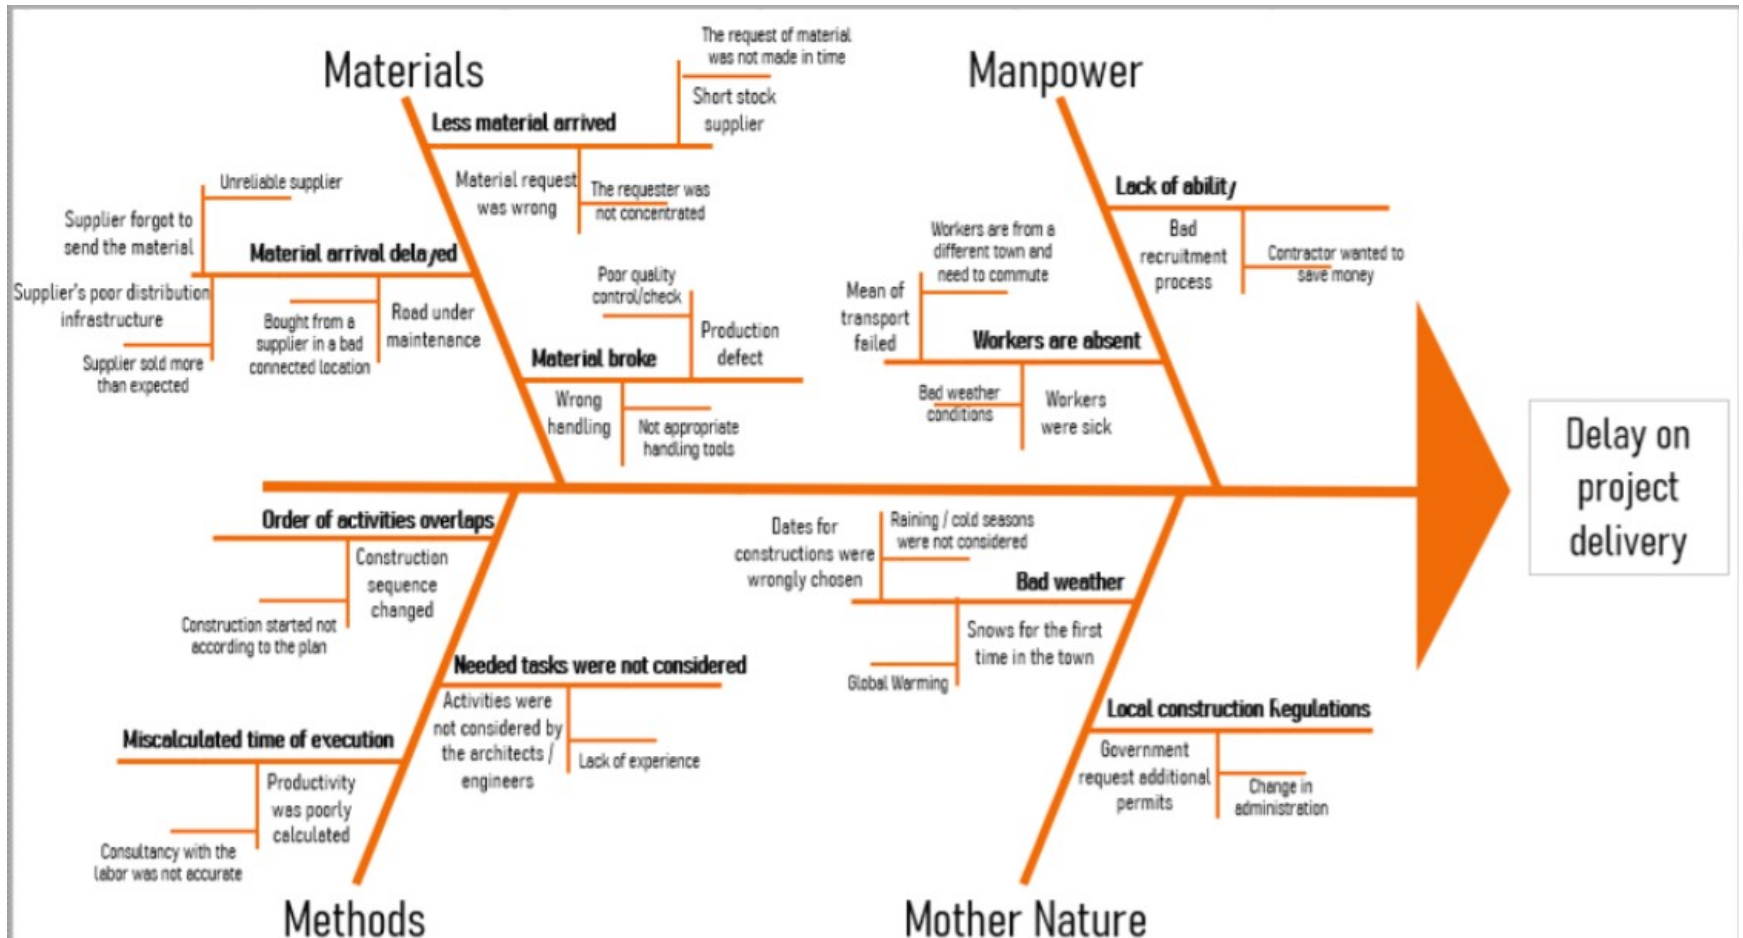 Materials
Less material arrived
The request of material
was not made in time
Short stock
supplier
Material request
was wrong
The requester was
not concentrated
Unreliable supplier
Supplier forgot to
send the material
Material arrival delayed
Supplier's poor distribution
infrastructure
Supplier sold more
than expected
Bought from a
supplier in a bad
connected location
Road under
maintenance
Poor quality
control/check
Production
defect
Material broke
Wrong
handling
Not appropriate
handling tools
Manpower
Lack of ability
Bad
recruitment
process
Contractor wanted to
save money
Workers are from a
different town and
need to commute
Mean of
transport
failed
Workers are absent
Bad weather
conditions
Workers
were sick
Delay on
project
delivery
Order of activities overlaps
Construction
sequence
changed
Construction started not
according to the plan
Needed tasks were not considered
Activities were
not considered by
the architects /
engineers
Lack of experience
Miscalculated time of execution
Productivity
was poorly
calculated
Consultancy with the
labor was not accurate
Methods
Dates for
constructions were
wrongly chosen
Raining / cold seasons
were not considered
Bad weather
Snows for the first
time in the town
Global Warming
Local construction Regulations
Government
request additional
permits
Change in
administration
Mother Nature